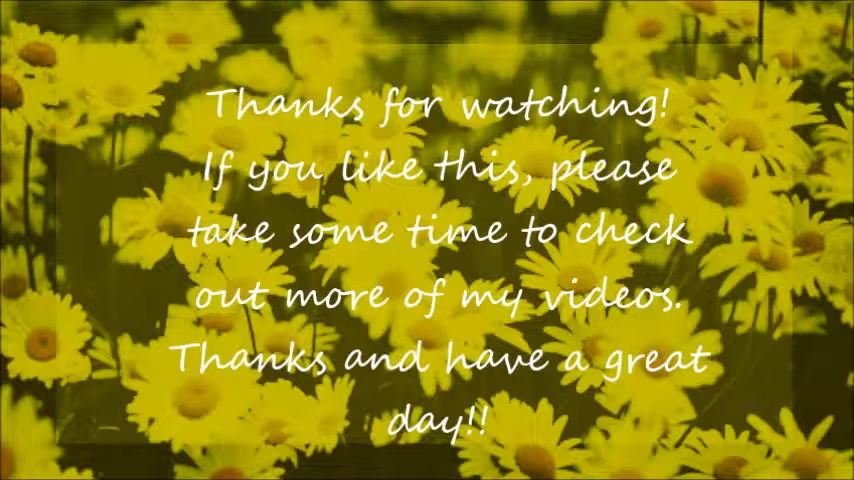 Thanks for watching!
If you like this, please
take some time to check
out more of my videos.
Thanks and have a great
day!!